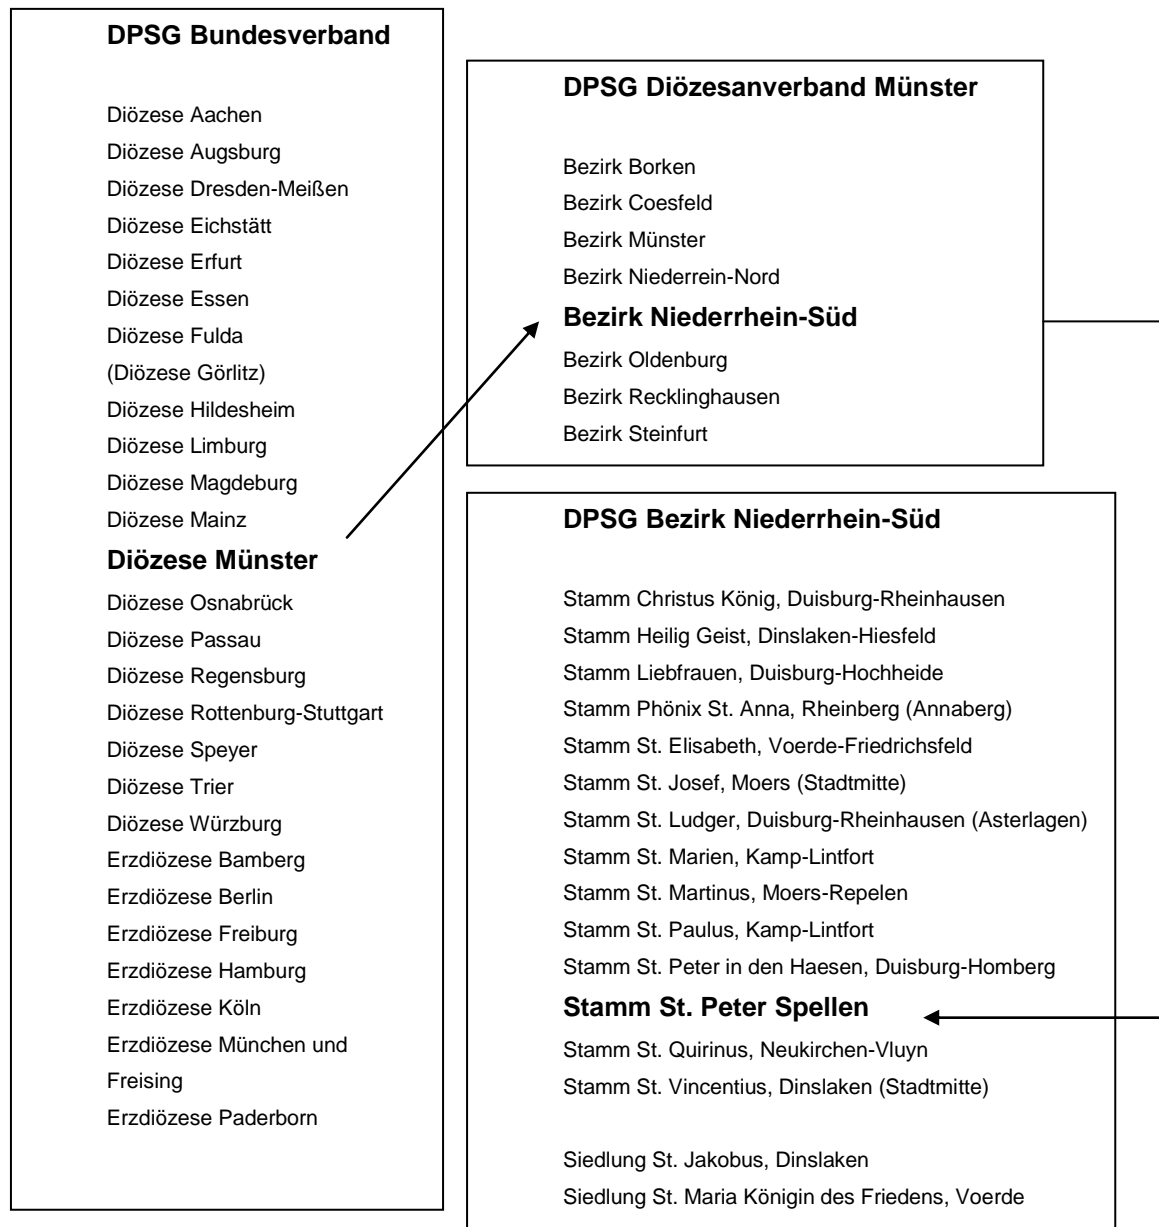 DPSG Bundesverband
Diözese Aachen
Diözese Augsburg
Diözese Dresden-Meißen
Diözese Eichstätt
Diözese Erfurt
Diözese Essen
Diözese Fulda
(Diözese Görlitz)
Diözese Hildesheim
Diözese Limburg
Diözese Magdeburg
Diözese Mainz
Diözese Münster
Diözese Osnabrück
Diözese Passau
Diözese Regensburg
Diözese Rottenburg-Stuttgart
Diözese Speyer
Diözese Trier
Diözese Würzburg
Erzdiözese Bamberg
Erzdiözese Berlin
Erzdiözese Freiburg
Erzdiözese Hamburg
Erzdiözese Köln
Erzdiözese München und
Freising
Erzdiözese Paderborn
DPSG Diözesanverband Münster
Bezirk Borken
Bezirk Coesfeld
Bezirk Münster
Bezirk Niederrein-Nord
Bezirk Niederrhein-Süd
Bezirk Oldenburg
Bezirk Recklinghausen
Bezirk Steinfurt
DPSG Bezirk Niederrhein-Süd
Stamm Christus König, Duisburg-Rheinhausen
Stamm Heilig Geist, Dinslaken-Hiesfeld
Stamm Liebfrauen, Duisburg-Hochheide
Stamm Phönix St. Anna, Rheinberg (Annaberg)
Stamm St. Elisabeth, Voerde-Friedrichsfeld
Stamm St. Josef, Moers (Stadtmitte)
Stamm St. Ludger, Duisburg-Rheinhausen (Asterlagen)
Stamm St. Marien, Kamp-Lintfort
Stamm St. Martinus, Moers-Repelen
Stamm St. Paulus, Kamp-Lintfort
Stamm St. Peter in den Haesen, Duisburg-Homberg
Stamm St. Peter Spellen
Stamm St. Quirinus, Neukirchen-Vluyn
Stamm St. Vincentius, Dinslaken (Stadtmitte)
Siedlung St. Jakobus, Dinslaken
Siedlung St. Maria Königin des Friedens, Voerde